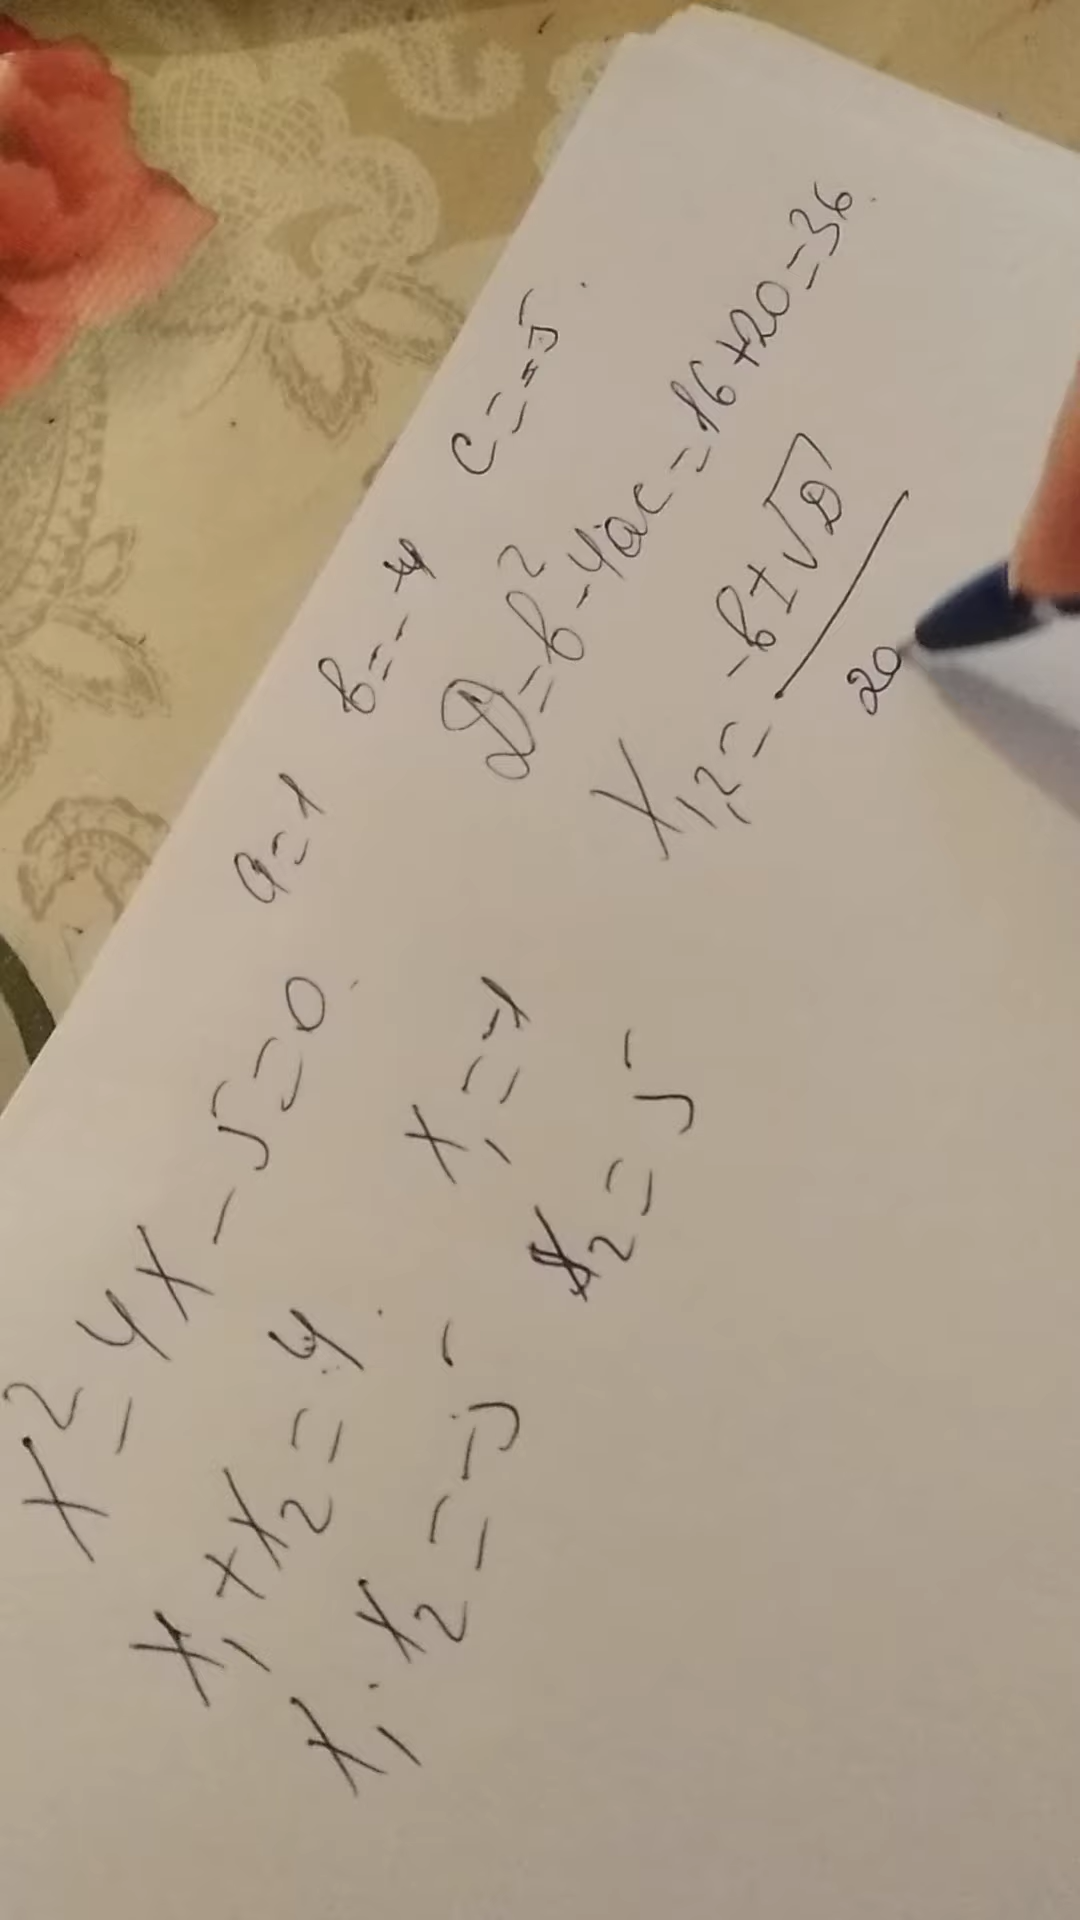 x² - 4x - 5 = 0
x₁ + x₂ = 4
x₁ · x₂ = -5
x₁ = -1
x₂ = 5
a = 1 b = -4 c = -5
D = b² - 4ac = 16 + 20 = 36
x₁,₂ = (-b ± √D) / 2a